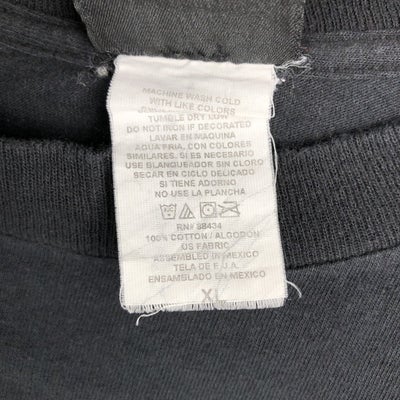 MACHINE WASH COLD
WITH LIKE COLORS
TUMBLE DRY LOW
DO NOT IRON IF DECORATED
LAVAR EN MAQUINA
AGUA FRIA, CON COLORES
SIMILARES. SI ES NECESARIO
USE BLANQUEADOR SIN CLORO
SECAR EN CICLO DELICADO
SI TIENE ADORNO
NO USE LA PLANCHA
RN# 88434
100% COTTON / ALGODON
US FABRIC
ASSEMBLED IN MEXICO
TELA DE E.U.A.
ENSAMBLADO EN MEXICO
XL